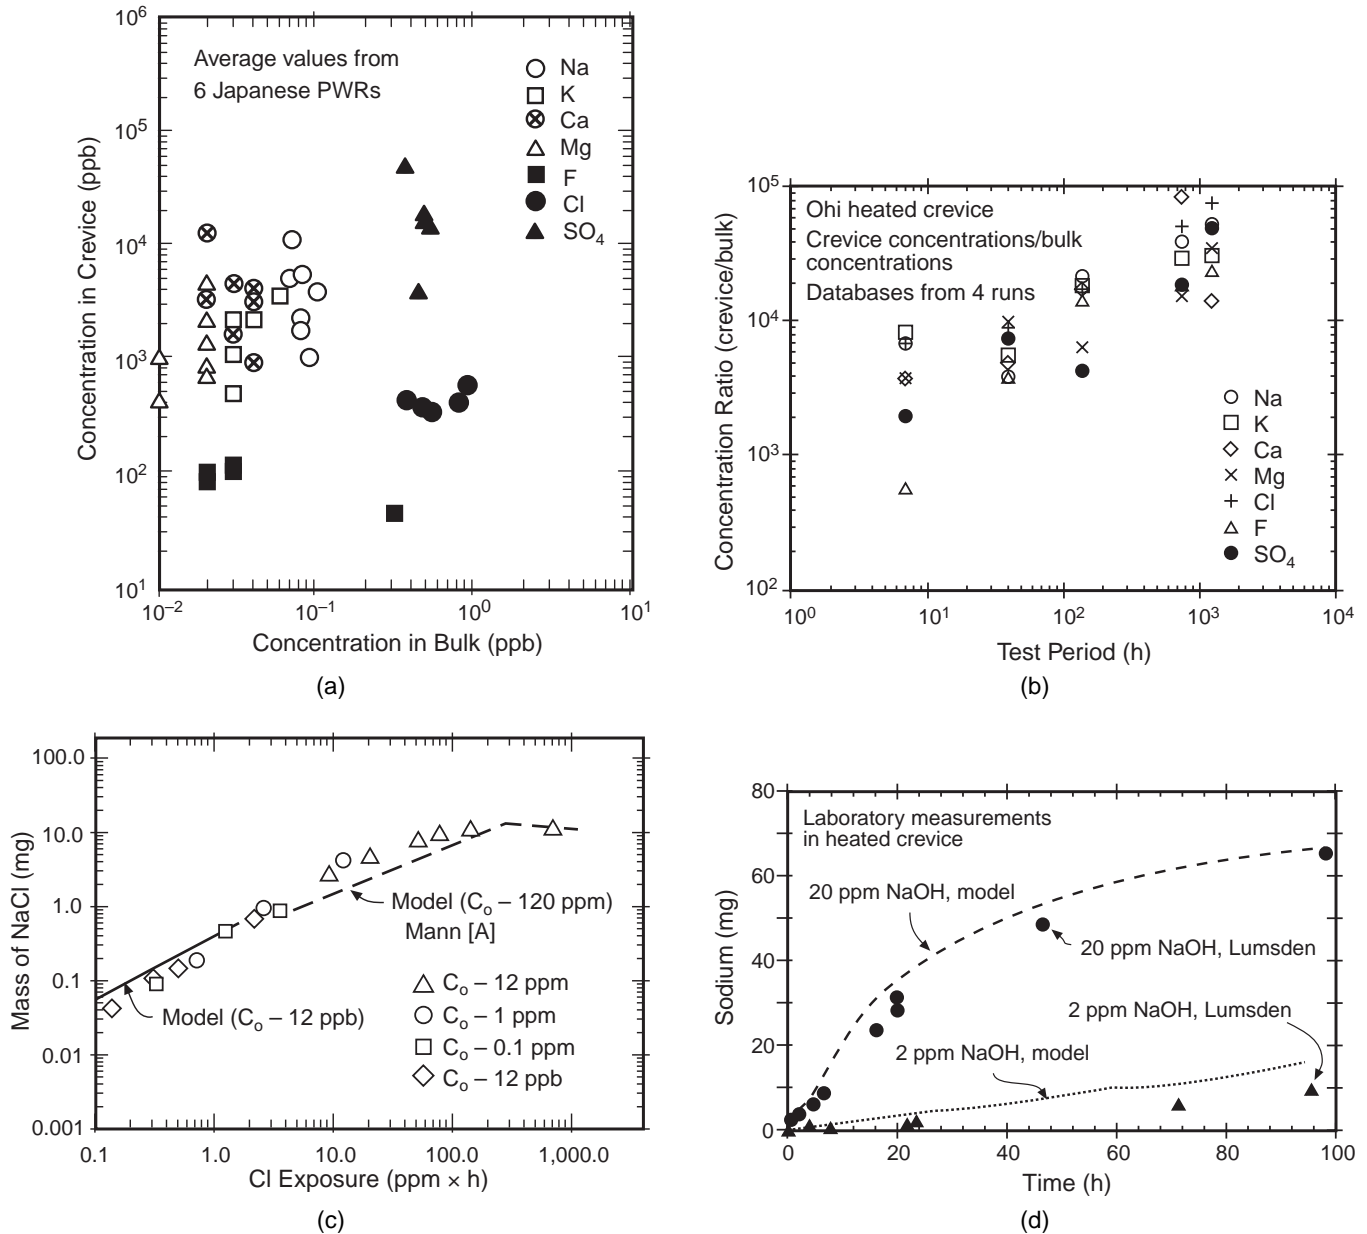 Average values from
6 Japanese PWRs
Na
K
Ca
Mg
F
Cl
SO4
10^6
10^5
10^4
10^3
10^2
10^1
10^−2
10^−1
10^0
10^1
Concentration in Crevice (ppb)
Concentration in Bulk (ppb)
(a)
Ohi heated crevice
Crevice concentrations/bulk
concentrations
Databases from 4 runs
Na
K
Ca
Mg
Cl
F
SO4
10^5
10^4
10^3
10^2
10^0
10^1
10^2
10^3
10^4
Concentration Ratio (crevice/bulk)
Test Period (h)
(b)
100.0
10.0
1.0
0.1
0.01
0.001
0.1
1.0
10.0
100.0
1,000.0
Mass of NaCl (mg)
Model (Co – 120 ppm)
Mann [A]
Model (Co – 12 ppb)
Co – 12 ppm
Co – 1 ppm
Co – 0.1 ppm
Co – 12 ppb
Cl Exposure (ppm × h)
(c)
Laboratory measurements
in heated crevice
20 ppm NaOH, model
20 ppm NaOH, Lumsden
2 ppm NaOH, Lumsden
2 ppm NaOH, model
80
60
40
20
0
0
20
40
60
80
100
Sodium (mg)
Time (h)
(d)